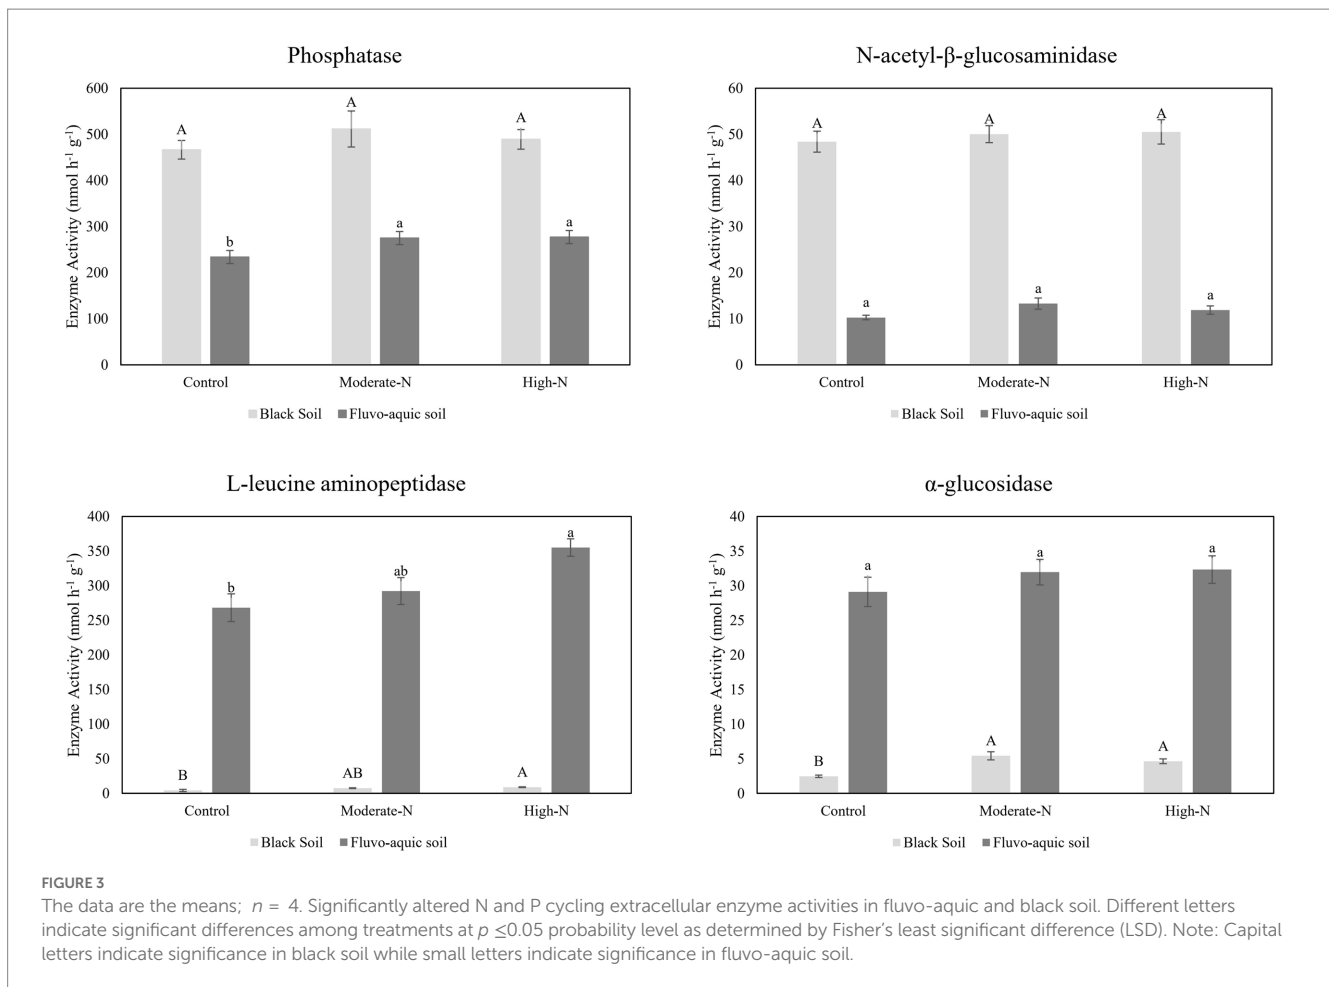 Phosphatase
Enzyme Activity (nmol h⁻¹ g⁻¹)
600
500
400
300
200
100
0
A
b
A
a
A
a
Control
Moderate-N
High-N
Black Soil
Fluvo-aquic soil
N-acetyl-β-glucosaminidase
Enzyme Activity (nmol h⁻¹ g⁻¹)
60
50
40
30
20
10
0
A
a
A
a
A
a
Control
Moderate-N
High-N
Black Soil
Fluvo-aquic soil
L-leucine aminopeptidase
Enzyme Activity (nmol h⁻¹ g⁻¹)
400
350
300
250
200
150
100
50
0
B
b
AB
ab
A
a
Control
Moderate-N
High-N
Black Soil
Fluvo-aquic soil
α-glucosidase
Enzyme Activity (nmol h⁻¹ g⁻¹)
40
35
30
25
20
15
10
5
0
B
a
A
a
A
a
Control
Moderate-N
High-N
Black Soil
Fluvo-aquic soil
FIGURE 3
The data are the means; n = 4. Significantly altered N and P cycling extracellular enzyme activities in fluvo-aquic and black soil. Different letters
indicate significant differences among treatments at p ≤0.05 probability level as determined by Fisher's least significant difference (LSD). Note: Capital
letters indicate significance in black soil while small letters indicate significance in fluvo-aquic soil.